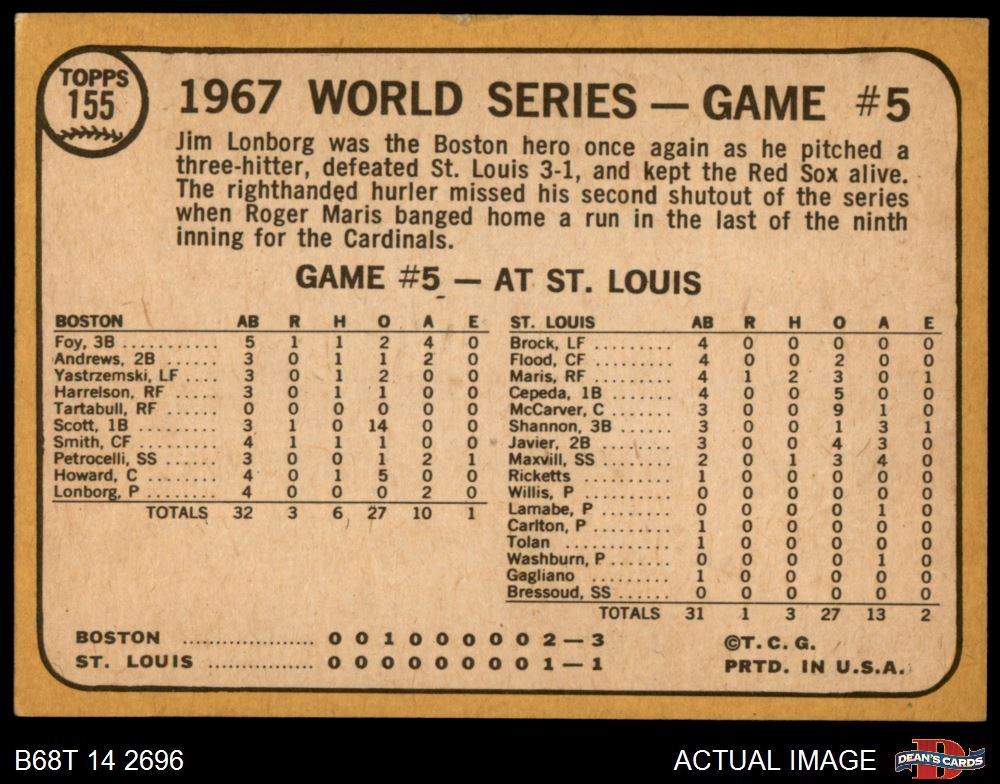 TOPPS
155
1967 WORLD SERIES — GAME #5
Jim Lonborg was the Boston hero once again as he pitched a
three-hitter, defeated St. Louis 3-1, and kept the Red Sox alive.
The righthanded hurler missed his second shutout of the series
when Roger Maris banged home a run in the last of the ninth
inning for the Cardinals.
GAME #5 — AT ST. LOUIS
BOSTON AB R H O A E
Foy, 3B .......... 5 1 1 2 4 0
Andrews, 2B ...... 3 0 1 1 2 0
Yastrzemski, LF .... 3 0 1 2 0 0
Harrelson, RF .... 3 0 1 1 0 0
Tartabull, RF ..... 0 0 0 0 0 0
Scott, 1B ......... 3 1 0 14 0 0
Smith, CF ........ 4 1 1 1 0 0
Petrocelli, SS ...... 3 0 0 1 2 1
Howard, C ........ 4 0 1 5 0 0
Lonborg, P ........ 4 0 0 0 2 0
TOTALS 32 3 6 27 10 1
ST. LOUIS AB R H O A E
Brock, LF ......... 4 0 0 0 0 0
Flood, CF ......... 4 0 0 2 0 0
Maris, RF ......... 4 1 2 3 0 1
Cepeda, 1B ....... 4 0 0 5 0 0
McCarver, C ....... 3 0 0 9 1 0
Shannon, 3B ...... 3 0 0 1 3 1
Javier, 2B ........ 3 0 0 4 3 0
Maxvill, SS ........ 2 0 1 3 4 0
Ricketts .......... 1 0 0 0 0 0
Willis, P .......... 0 0 0 0 0 0
Lamabe, P ........ 0 0 0 0 1 0
Carlton, P ........ 1 0 0 0 0 0
Tolan ........... 1 0 0 0 0 0
Washburn, P ...... 0 0 0 0 1 0
Gagliano ........ 1 0 0 0 0 0
Bressoud, SS ...... 0 0 0 0 0 0
TOTALS 31 1 3 27 13 2
BOSTON .................. 0 0 1 0 0 0 0 0 2 — 3
ST. LOUIS .............. 0 0 0 0 0 0 0 0 1 — 1
©T. C. G.
PRTD. IN U.S.A.
B68T 14 2696
ACTUAL IMAGE
D
DEAN'S CARDS